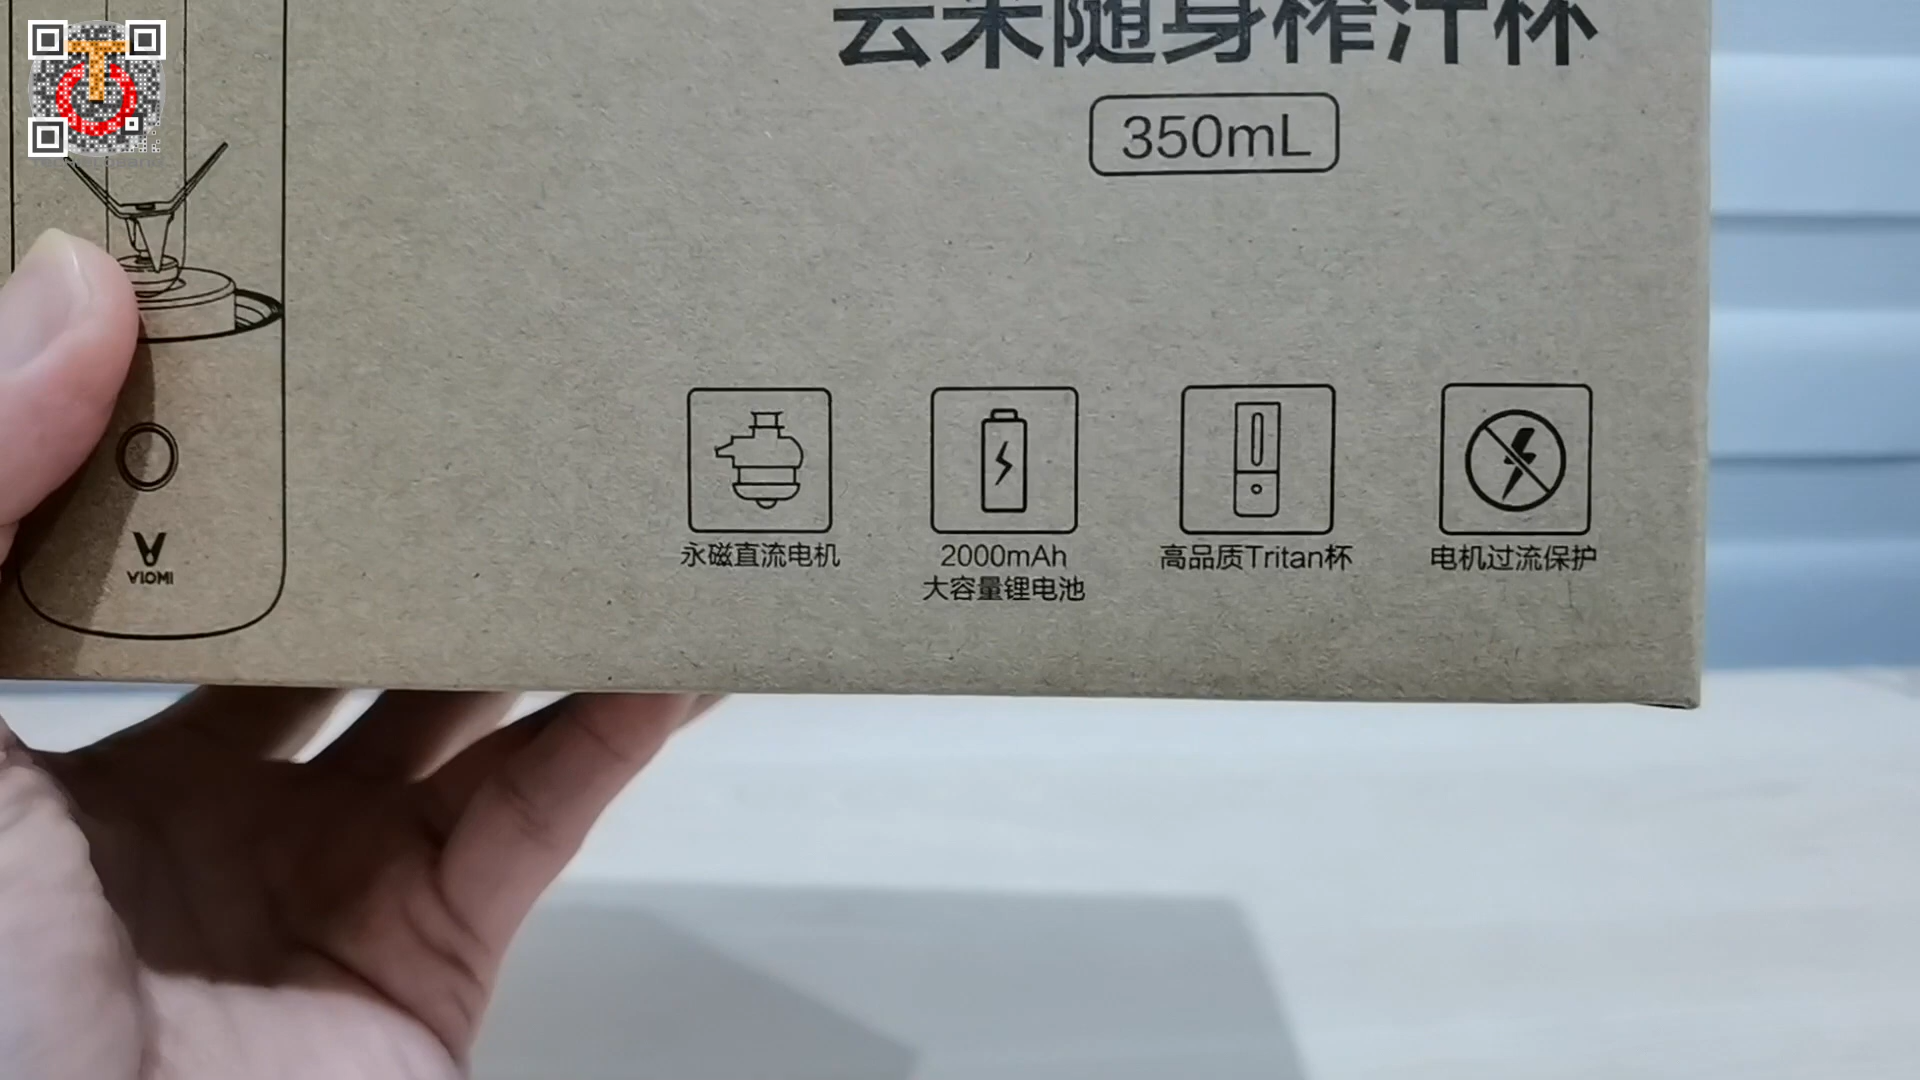 云米随身榨汁杯
350mL
永磁直流电机
2000mAh
大容量锂电池
高品质Tritan杯
电机过流保护
VIOMI